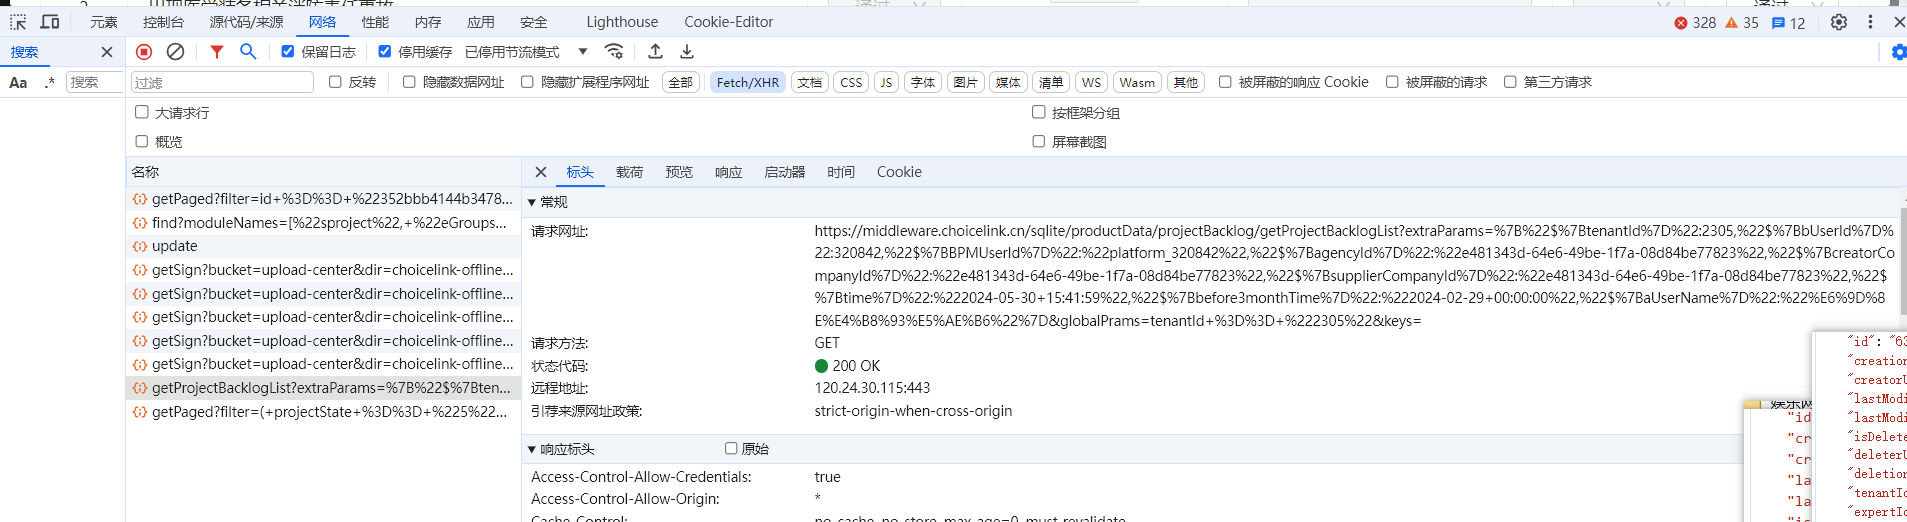 元素 控制台 源代码/来源 网络 性能 内存 应用 安全 Lighthouse Cookie-Editor 328 35 12
搜索 保留日志 停用缓存 已停用节流模式
Aa .* 搜索 过滤 反转 隐藏数据网址 隐藏扩展程序网址 全部 Fetch/XHR 文档 CSS JS 字体 图片 媒体 清单 WS Wasm 其他 被屏蔽的响应 Cookie 被屏蔽的请求 第三方请求
大请求行 按框架分组
概览 屏幕截图
名称
getPaged?filter=id+%3D%3D+%22352bbb4144b3478...
find?moduleNames=[%22sproject%22,+%22eGroups...
update
getSign?bucket=upload-center&dir=choicelink-offline...
getSign?bucket=upload-center&dir=choicelink-offline...
getSign?bucket=upload-center&dir=choicelink-offline...
getSign?bucket=upload-center&dir=choicelink-offline...
getSign?bucket=upload-center&dir=choicelink-offline...
getProjectBacklogList?extraParams=%7B%22$%7Bten...
getPaged?filter=(+projectState+%3D%3D+%225%22...
标头 载荷 预览 响应 启动器 时间 Cookie
常规
请求网址: https://middleware.choicelink.cn/sqlite/productData/projectBacklog/getProjectBacklogList?extraParams=%7B%22$%7BtenantId%7D%22:2305,%22$%7BbUserId%7D%
22:320842,%22$%7BBPMUserId%7D%22:%22platform_320842%22,%22$%7BagencyId%7D%22:%22e481343d-64e6-49be-1f7a-08d84be77823%22,%22$%7BcreatorCo
mpanyId%7D%22:%22e481343d-64e6-49be-1f7a-08d84be77823%22,%22$%7BsupplierCompanyId%7D%22:%22e481343d-64e6-49be-1f7a-08d84be77823%22,%22$
%7Btime%7D%22:%222024-05-30+15:41:59%22,%22$%7Bbefore3monthTime%7D%22:%222024-02-29+00:00:00%22,%22$%7BaUserName%7D%22:%22%E6%9D%8
E%E4%B8%93%E5%AE%B6%22%7D&globalPrams=tenantId+%3D%3D+%222305%22&keys=
请求方法: GET
状态代码: 200 OK
远程地址: 120.24.30.115:443
引荐来源网址政策: strict-origin-when-cross-origin
响应标头 原始
Access-Control-Allow-Credentials: true
Access-Control-Allow-Origin: *
Cache-Control: no-cache, no-store, max-age=0, must-revalidate
"id
"cr
"cr
"la
"la
"id": "63
"creation
"creatorU
"lastModi
"lastModi
"isDelete
"deleterU
"deletion
"tenantId
"expertId